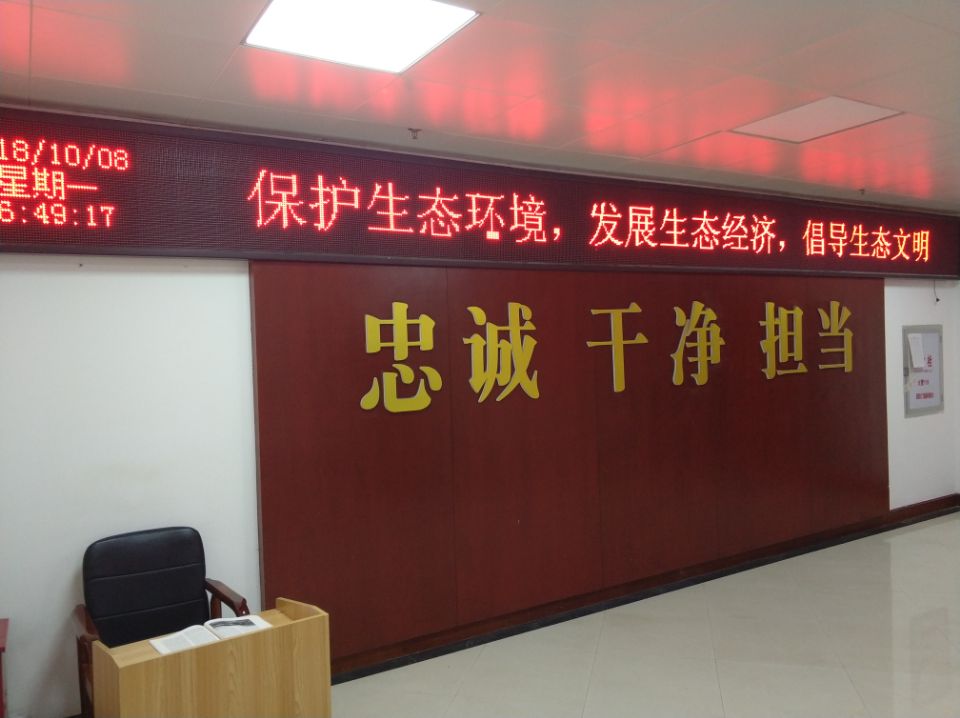 18/10/08
星期一
6:49:17
保护生态环境，发展生态经济，倡导生态文明
忠诚 干净 担当